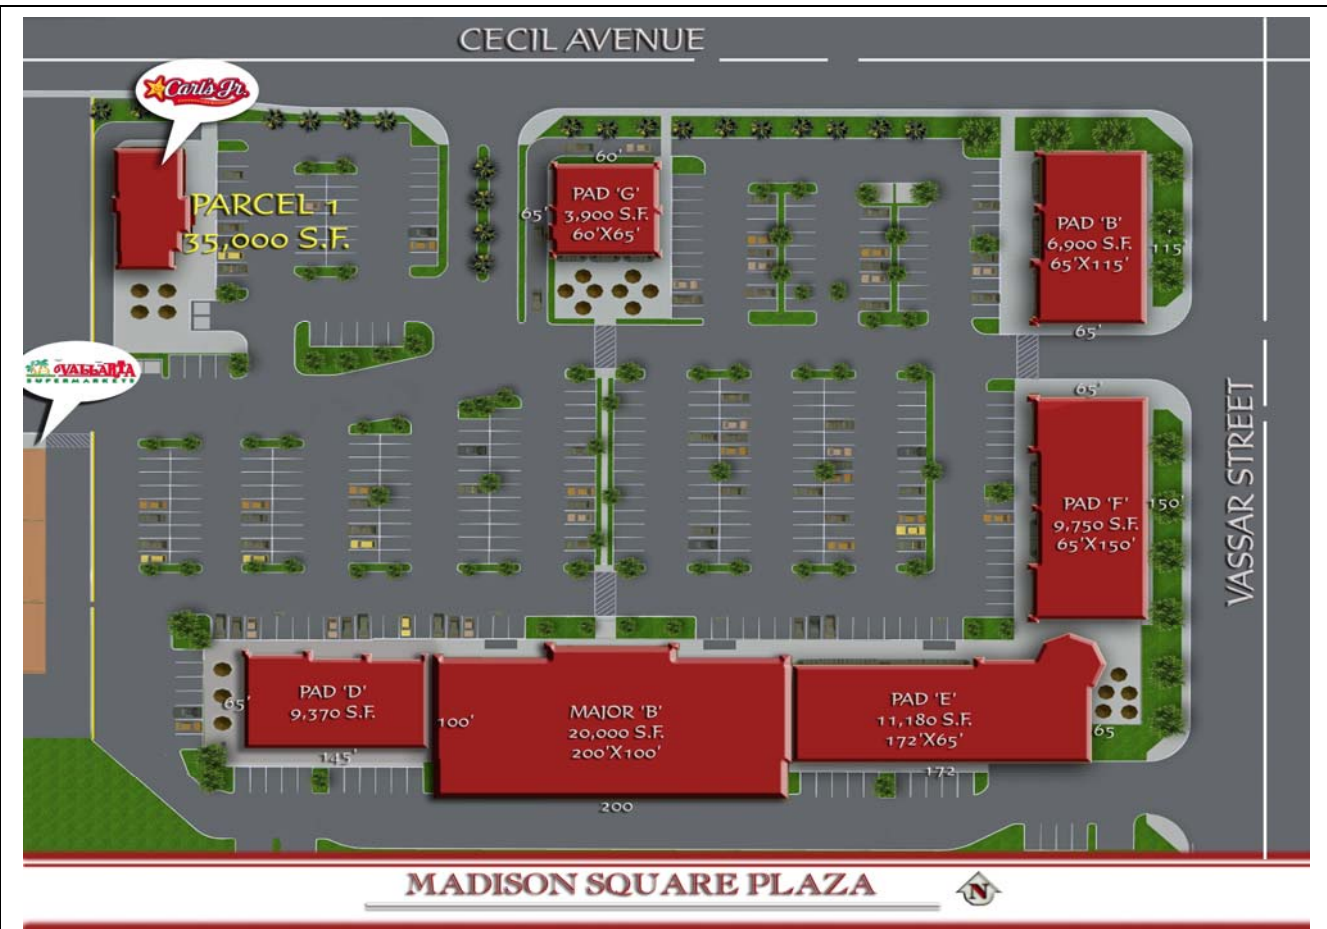 CECIL AVENUE
Carl's Jr.
PARCEL 1
35,000 S.F.
60'
65'
PAD 'G'
3,900 S.F.
60'X65'
PAD 'B'
6,900 S.F.
65'X115'
115'
65'
VALLARTA
SUPERMARKETS
65'
PAD 'F'
9,750 S.F.
65'X150'
150'
VASSAR STREET
PAD 'D'
9,370 S.F.
65'
145'
MAJOR 'B'
20,000 S.F.
200'X100'
100'
200
PAD 'E'
11,180 S.F.
172'X65'
65
172
MADISON SQUARE PLAZA
N